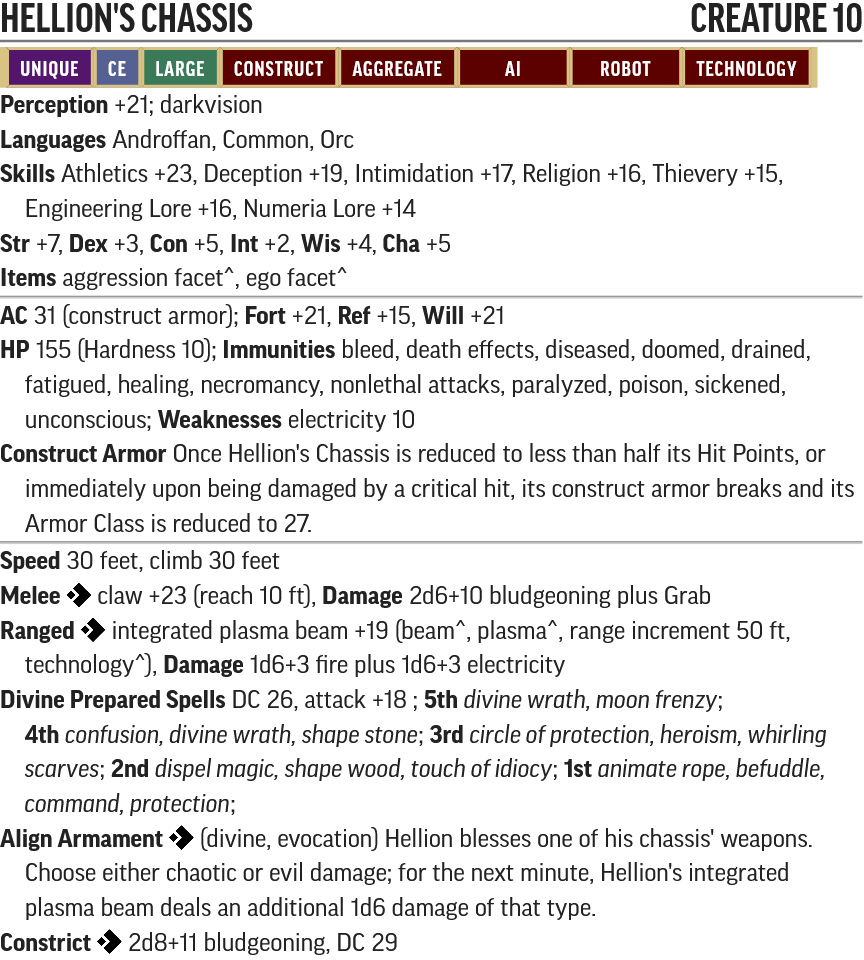 HELLION'S CHASSIS CREATURE 10
UNIQUE CE LARGE CONSTRUCT AGGREGATE AI ROBOT TECHNOLOGY
Perception +21; darkvision
Languages Androffan, Common, Orc
Skills Athletics +23, Deception +19, Intimidation +17, Religion +16, Thievery +15,
Engineering Lore +16, Numeria Lore +14
Str +7, Dex +3, Con +5, Int +2, Wis +4, Cha +5
Items aggression facet^, ego facet^
AC 31 (construct armor); Fort +21, Ref +15, Will +21
HP 155 (Hardness 10); Immunities bleed, death effects, diseased, doomed, drained,
fatigued, healing, necromancy, nonlethal attacks, paralyzed, poison, sickened,
unconscious; Weaknesses electricity 10
Construct Armor Once Hellion's Chassis is reduced to less than half its Hit Points, or
immediately upon being damaged by a critical hit, its construct armor breaks and its
Armor Class is reduced to 27.
Speed 30 feet, climb 30 feet
Melee claw +23 (reach 10 ft), Damage 2d6+10 bludgeoning plus Grab
Ranged integrated plasma beam +19 (beam^, plasma^, range increment 50 ft,
technology^), Damage 1d6+3 fire plus 1d6+3 electricity
Divine Prepared Spells DC 26, attack +18 ; 5th divine wrath, moon frenzy;
4th confusion, divine wrath, shape stone; 3rd circle of protection, heroism, whirling
scarves; 2nd dispel magic, shape wood, touch of idiocy; 1st animate rope, befuddle,
command, protection;
Align Armament (divine, evocation) Hellion blesses one of his chassis' weapons.
Choose either chaotic or evil damage; for the next minute, Hellion's integrated
plasma beam deals an additional 1d6 damage of that type.
Constrict 2d8+11 bludgeoning, DC 29